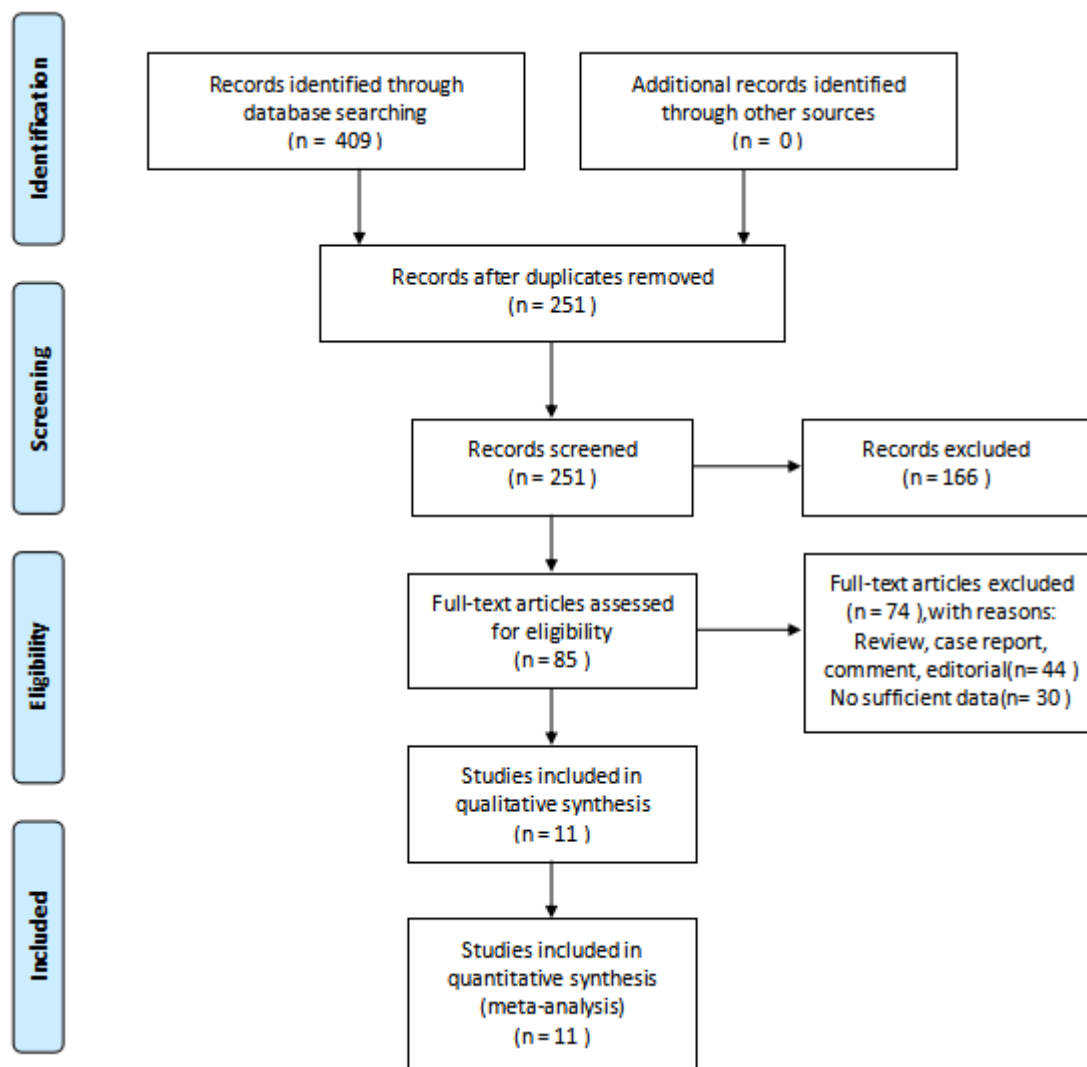 Identification
Records identified through
database searching
(n = 409 )
Additional records identified
through other sources
(n = 0 )
Records after duplicates removed
(n = 251 )
Screening
Records screened
(n = 251 )
Records excluded
(n = 166 )
Eligibility
Full-text articles assessed
for eligibility
(n = 85 )
Full-text articles excluded
(n = 74 ),with reasons:
Review, case report,
comment, editorial(n= 44 )
No sufficient data(n= 30 )
Studies included in
qualitative synthesis
(n = 11 )
Included
Studies included in
quantitative synthesis
(meta-analysis)
(n = 11 )